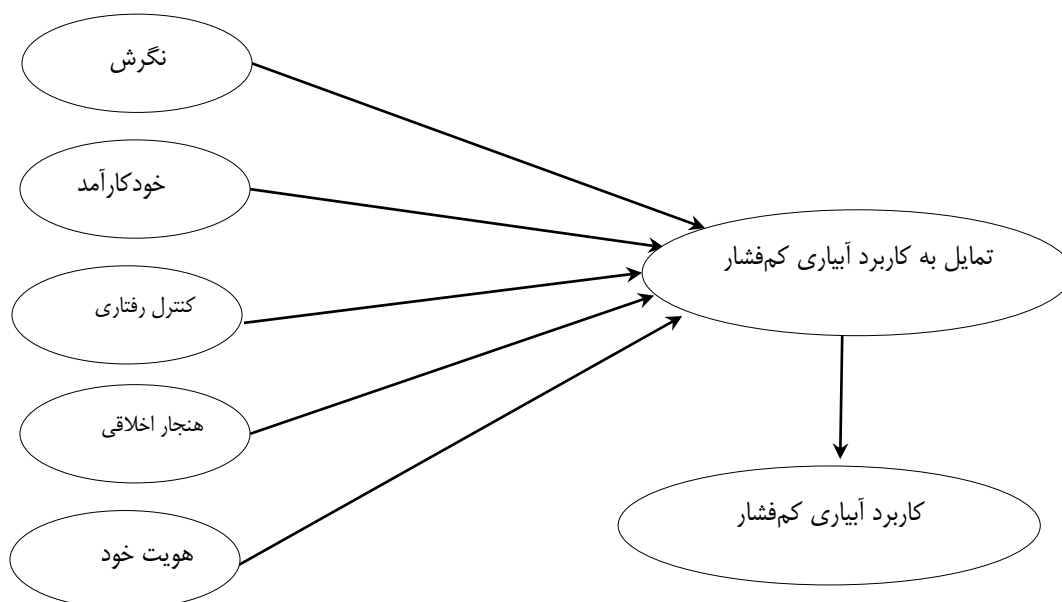 نگرش
خودکارآمد
تمایل به کاربرد آبیاری کم‌فشار
کنترل رفتاری
هنجار اخلاقی
کاربرد آبیاری کم‌فشار
هویت خود